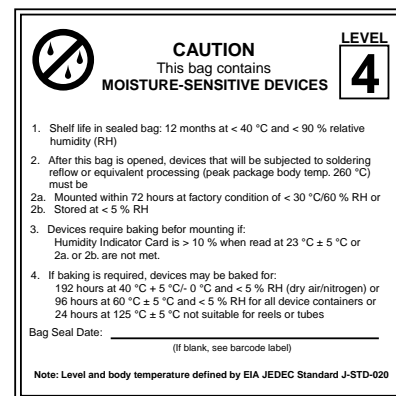 LEVEL
4
CAUTION
This bag contains
MOISTURE-SENSITIVE DEVICES
1. Shelf life in sealed bag: 12 months at < 40 °C and < 90 % relative
humidity (RH)
2. After this bag is opened, devices that will be subjected to soldering
reflow or equivalent processing (peak package body temp. 260 °C)
must be
2a. Mounted within 72 hours at factory condition of < 30 °C/60 % RH or
2b. Stored at < 5 % RH
3. Devices require baking befor mounting if:
Humidity Indicator Card is > 10 % when read at 23 °C ± 5 °C or
2a. or 2b. are not met.
4. If baking is required, devices may be baked for:
192 hours at 40 °C + 5 °C/- 0 °C and < 5 % RH (dry air/nitrogen) or
96 hours at 60 °C ± 5 °C and < 5 % RH for all device containers or
24 hours at 125 °C ± 5 °C not suitable for reels or tubes
Bag Seal Date:
(If blank, see barcode label)
Note: Level and body temperature defined by EIA JEDEC Standard J-STD-020